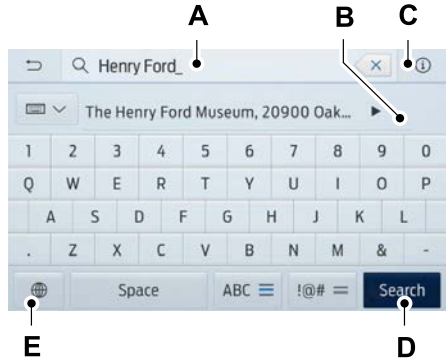 A
B
C
Henry Ford_
The Henry Ford Museum, 20900 Oak...
1 2 3 4 5 6 7 8 9 0
Q W E R T Y U I O P
A S D F G H J K L
. Z X C V B N M & -
Space ABC !@# = Search
E
D